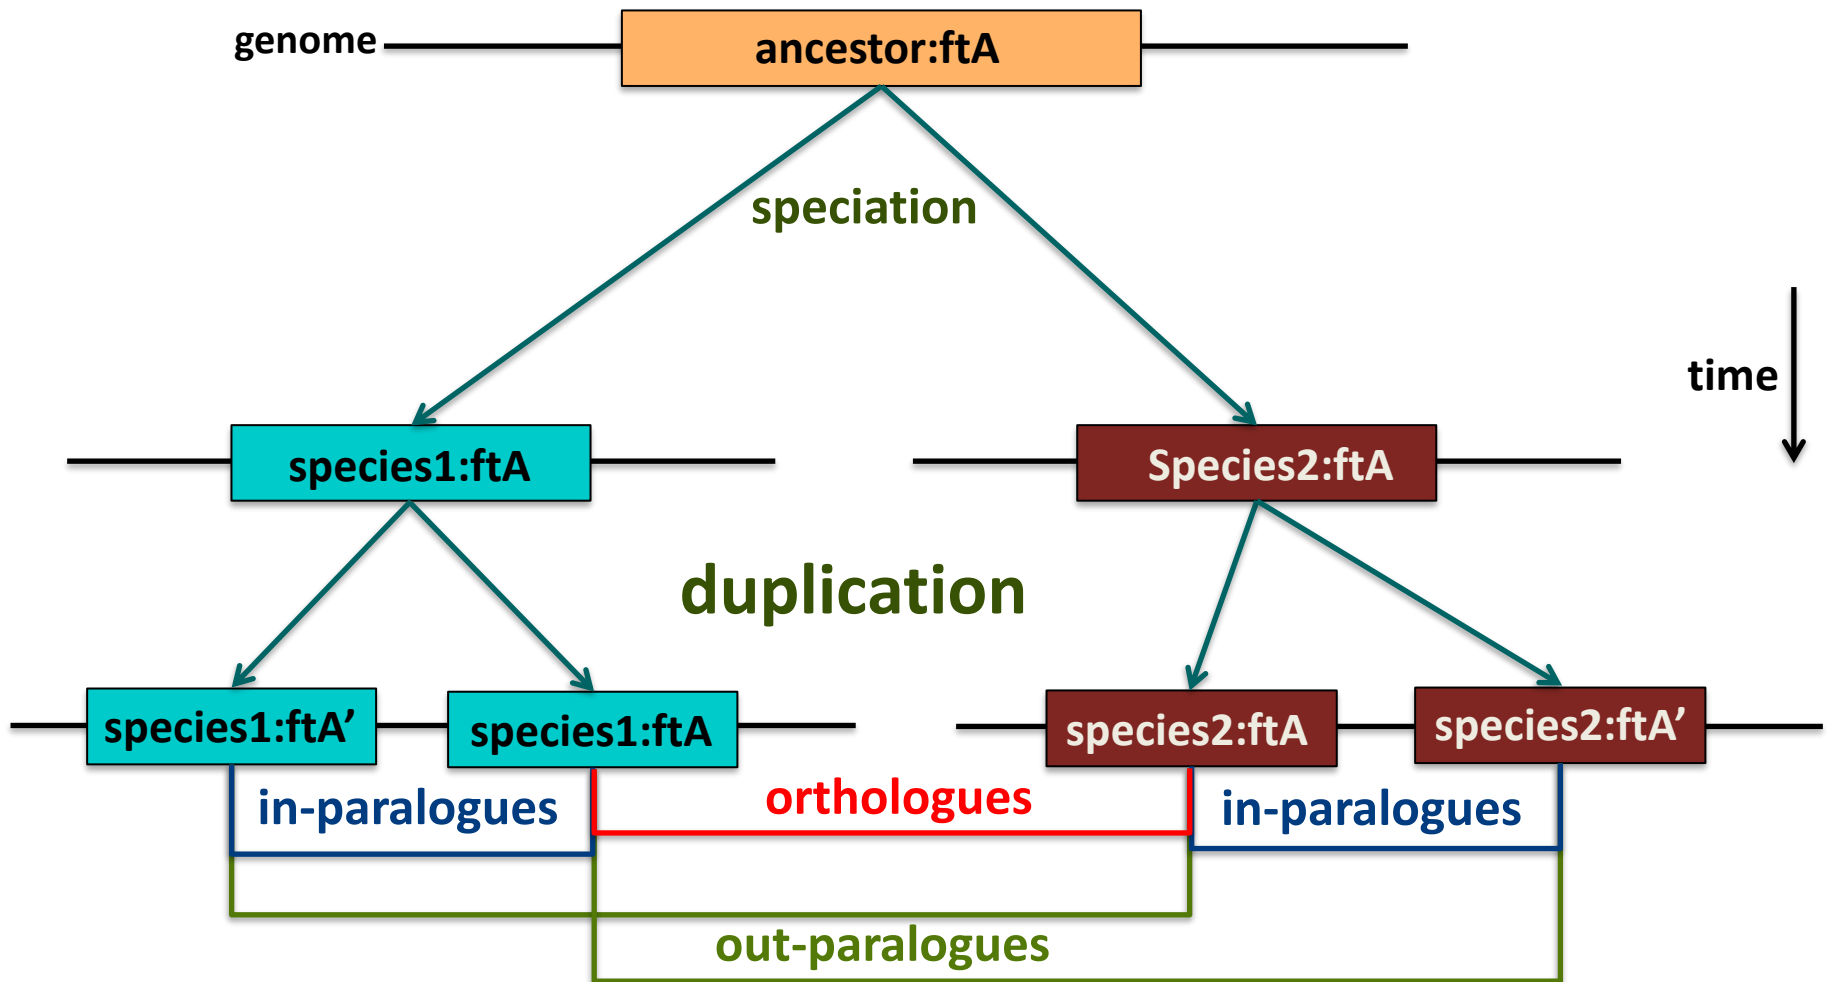 genome
ancestor:ftA
speciation
time
species1:ftA
Species2:ftA
duplication
species1:ftA’
species1:ftA
species2:ftA
species2:ftA’
in-paralogues
orthologues
in-paralogues
out-paralogues